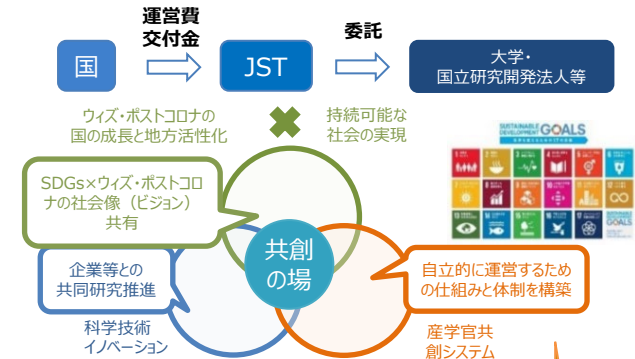 運営費
交付金
委託
国
JST
大学・
国立研究開発法人等
ウィズ・ポストコロナの
国の成長と地方活性化
持続可能な
社会の実現
SUSTAINABLE
DEVELOPMENT GOALS
SDGs×ウィズ・ポストコロ
ナの社会像（ビジョン）
共有
共創
の場
企業等との
共同研究推進
自立的に運営するため
の仕組みと体制を構築
科学技術
イノベーション
産学官共
創システム